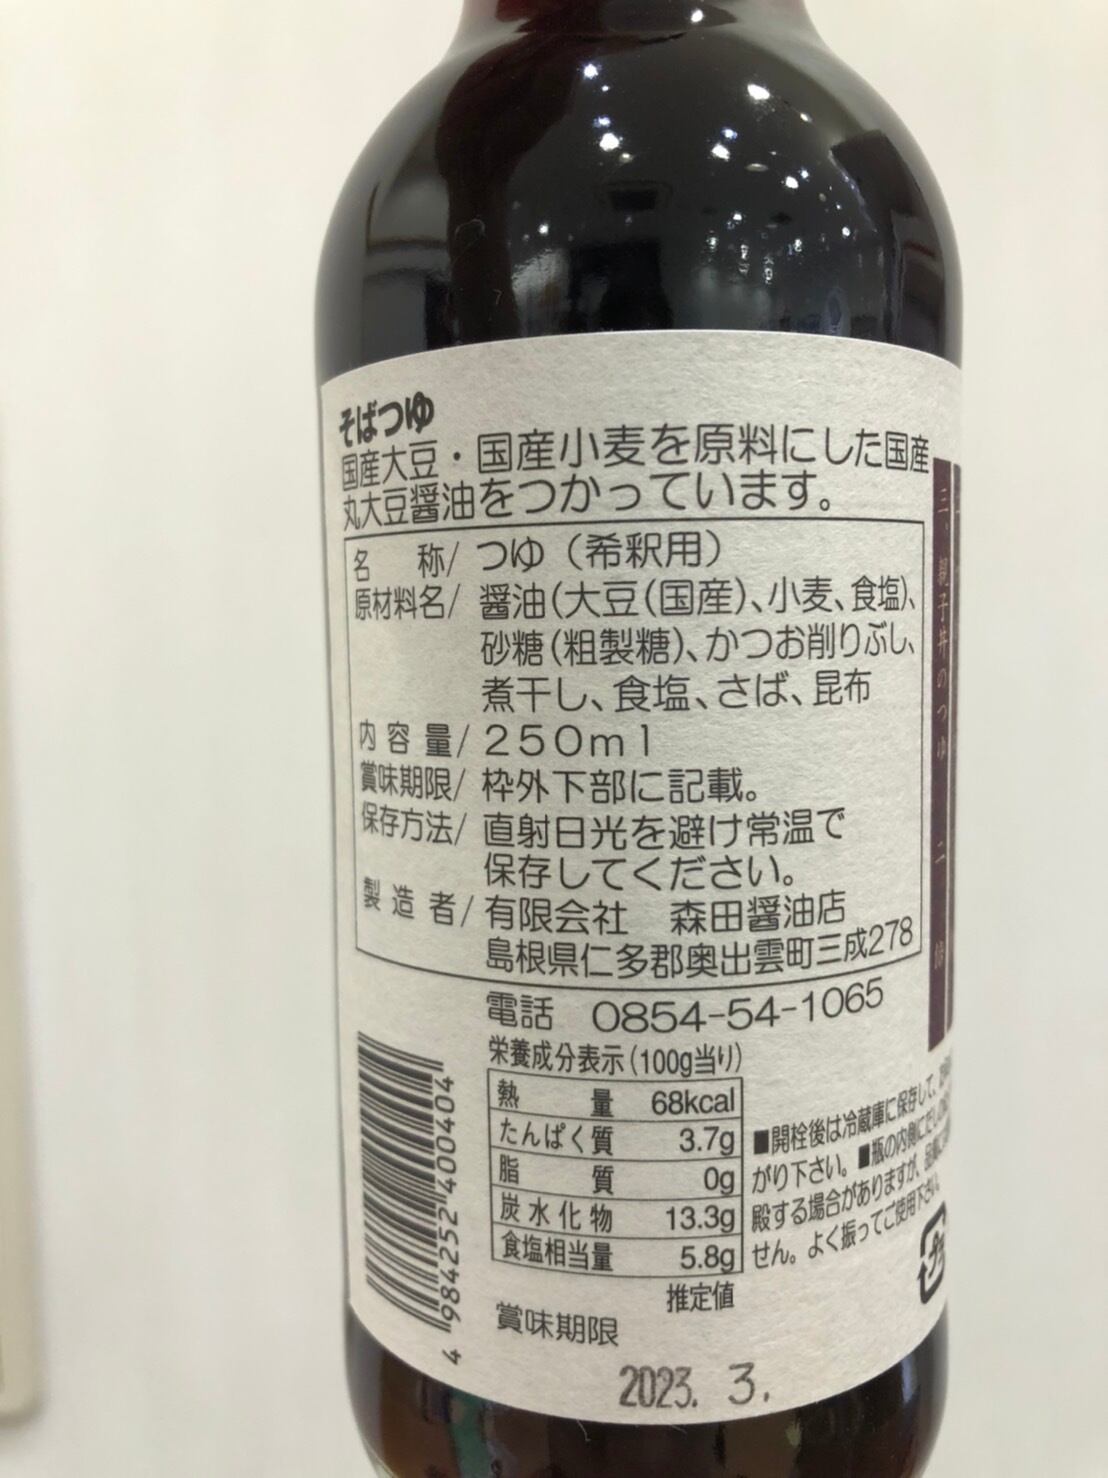 そばつゆ
国産大豆・国産小麦を原料にした国産
丸大豆醤油をつかっています。
名 称/ つゆ（希釈用）
原材料名/ 醤油（大豆（国産）、小麦、食塩）、
砂糖（粗製糖）、かつお削りぶし、
煮干し、食塩、さば、昆布
内容量/ 250ml
賞味期限/ 枠外下部に記載。
保存方法/ 直射日光を避け常温で
保存してください。
製造者/ 有限会社 森田醤油店
島根県仁多郡奥出雲町三成278
電話 0854-54-1065
栄養成分表示（100g当り）
熱量 68kcal
たんぱく質 3.7g
脂質 0g
炭水化物 13.3g
食塩相当量 5.8g
推定値
■開栓後は冷蔵庫に保存して、
がり下さい。■瓶の内側に
殿する場合がありますが、品質に
せん。よく振ってご使用下さい。
プラ
賞味期限
2023. 3.
4 984252 400404
三、親子丼のつゆ 二 倍